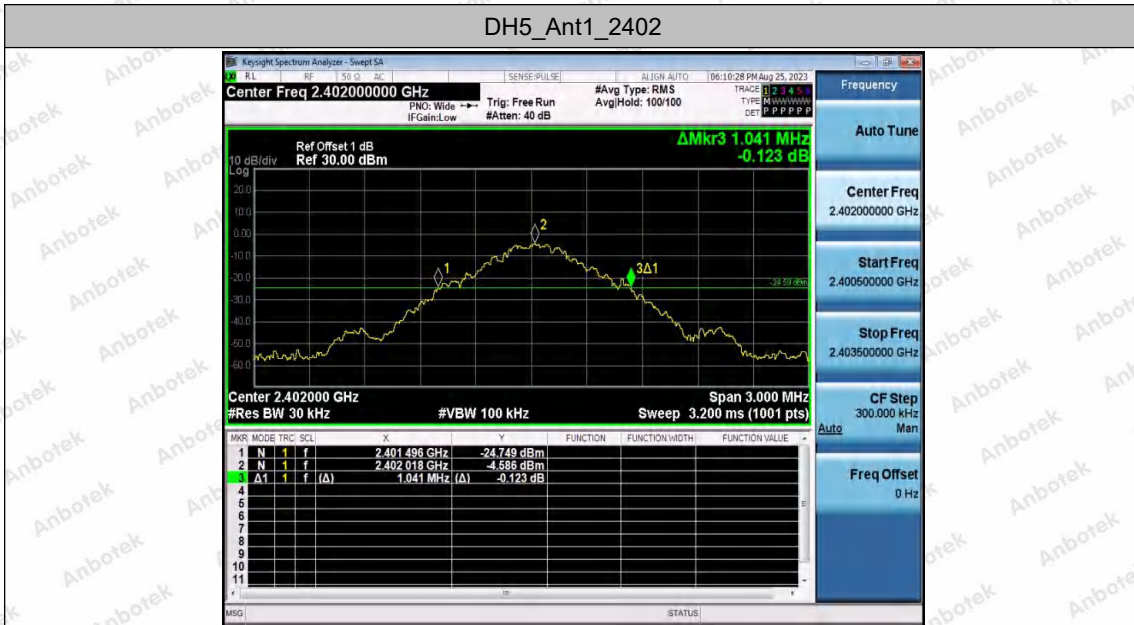 DH5_Ant1_2402
Keysight Spectrum Analyzer - Swept SA
RL RF 50 Ω AC SENSE:PULSE ALIGN AUTO 06:10:28 PM Aug 25, 2023
Center Freq 2.402000000 GHz
PNO: Wide
IFGain:Low
Trig: Free Run
#Atten: 40 dB
#Avg Type: RMS
Avg|Hold: 100/100
TRACE 1 2 3 4 5 6
TYPE M WWWWW
DET P P P P P P
ΔMkr3 1.041 MHz
-0.123 dB
Ref Offset 1 dB
10 dB/div Ref 30.00 dBm
Log
20.0
10.0
0.00
-10.0
-20.0
-30.0
-40.0
-50.0
-60.0
1
2
3Δ1
-24.59 dBm
Center 2.402000 GHz Span 3.000 MHz
#Res BW 30 kHz #VBW 100 kHz Sweep 3.200 ms (1001 pts)
MKR MODE TRC SCL X Y FUNCTION FUNCTION WIDTH FUNCTION VALUE
1 N 1 f 2.401 496 GHz -24.749 dBm
2 N 1 f 2.402 018 GHz -4.586 dBm
3 Δ1 1 f (Δ) 1.041 MHz (Δ) -0.123 dB
4
5
6
7
8
9
10
11
MSG STATUS
Frequency
Auto Tune
Center Freq
2.402000000 GHz
Start Freq
2.400500000 GHz
Stop Freq
2.403500000 GHz
CF Step
300.000 kHz
Auto Man
Freq Offset
0 Hz
Anbotek